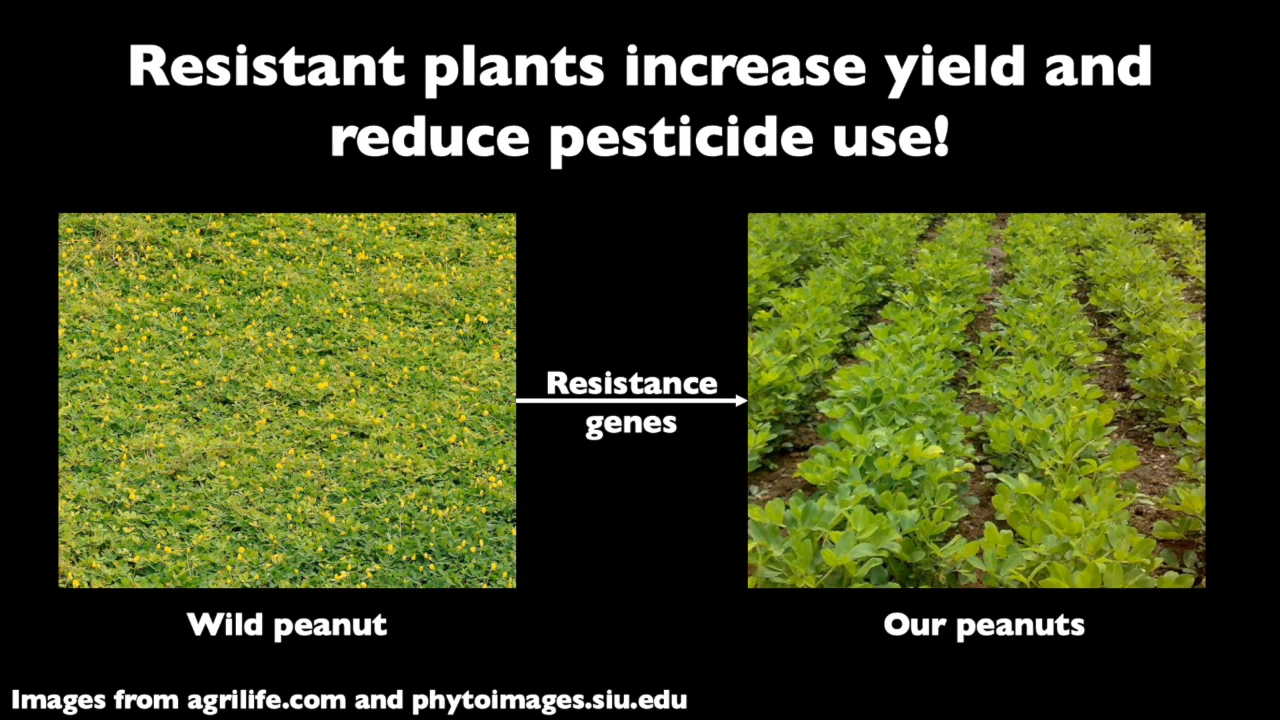 Resistant plants increase yield and
reduce pesticide use!
Resistance
genes
Wild peanut
Our peanuts
Images from agrilife.com and phytoimages.siu.edu